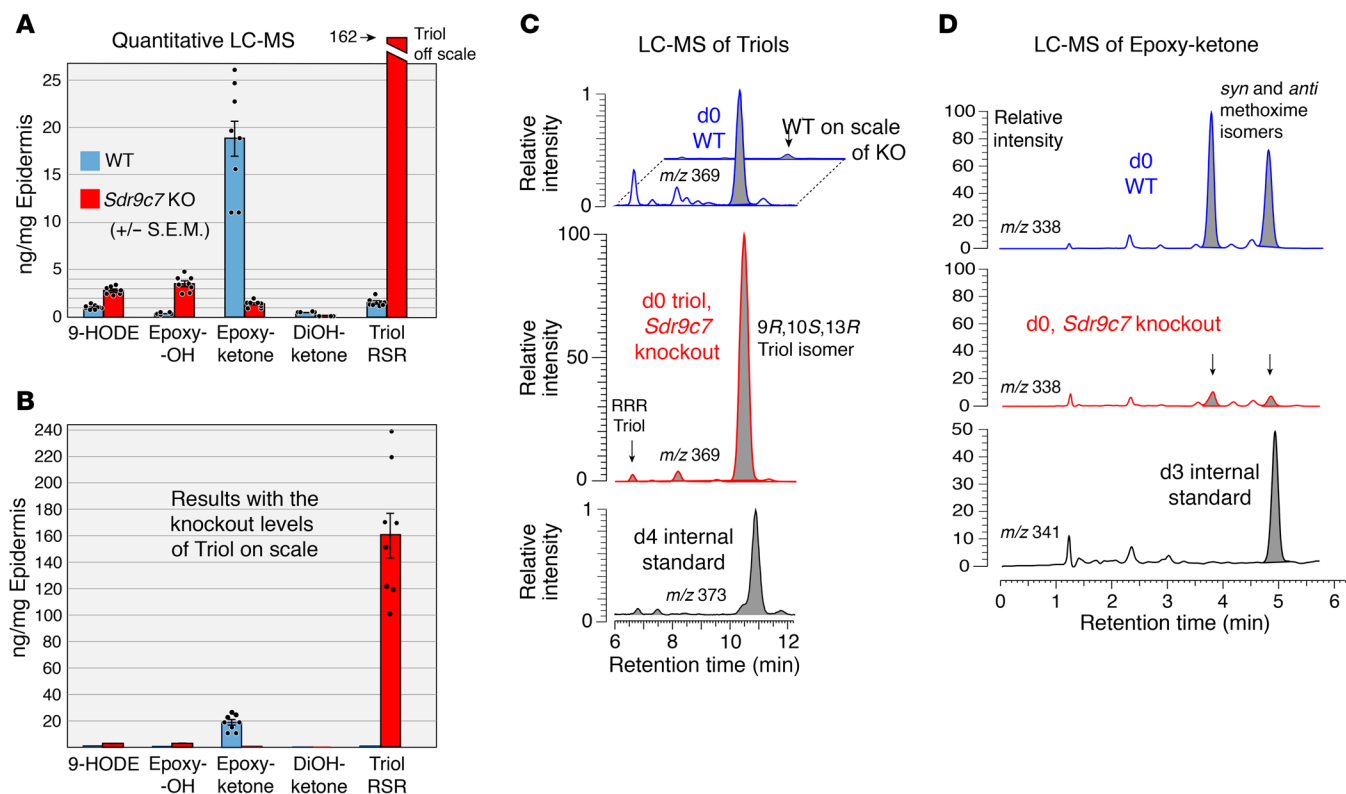 A
Quantitative LC-MS
162
Triol
off scale
ng/mg Epidermis
25
20
15
10
5
0
WT
Sdr9c7 KO
(+/– S.E.M.)
9-HODE
Epoxy-
-OH
Epoxy-
ketone
DiOH-
ketone
Triol
RSR
B
ng/mg Epidermis
240
220
200
180
160
140
120
100
80
60
40
20
Results with the
knockout levels
of Triol on scale
9-HODE
Epoxy-
-OH
Epoxy-
ketone
DiOH-
ketone
Triol
RSR
C
LC-MS of Triols
Relative
intensity
1
0
d0
WT
WT on scale
of KO
m/z 369
Relative
intensity
100
50
0
d0 triol,
Sdr9c7
knockout
9R,10S,13R
Triol isomer
RRR
Triol
m/z 369
Relative
intensity
1
0
d4 internal
standard
m/z 373
6 8 10 12
Retention time (min)
D
LC-MS of Epoxy-ketone
100
80
60
40
20
0
Relative
intensity
syn and anti
methoxime
isomers
d0
WT
m/z 338
100
80
60
40
20
0
d0, Sdr9c7 knockout
m/z 338
50
40
30
20
10
0
d3 internal
standard
m/z 341
0 1 2 3 4 5 6
Retention time (min)